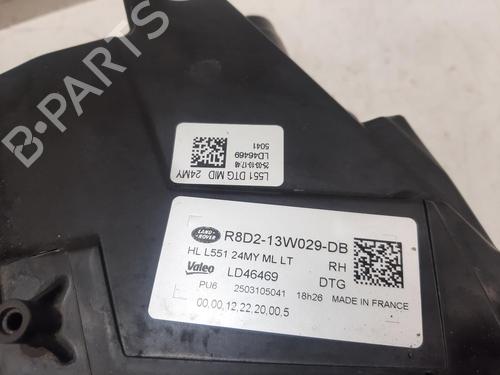 B-PARTS
5041
LD46469
25-03-10-17:48
L551 DTG MID 24MY
LAND-
ROVER
R8D2-13W029-DB
HL L551 24MY ML LT RH
Valeo LD46469 DTG
PU6 2503105041 18h26 MADE IN FRANCE
00,00,12,22,20,00,5